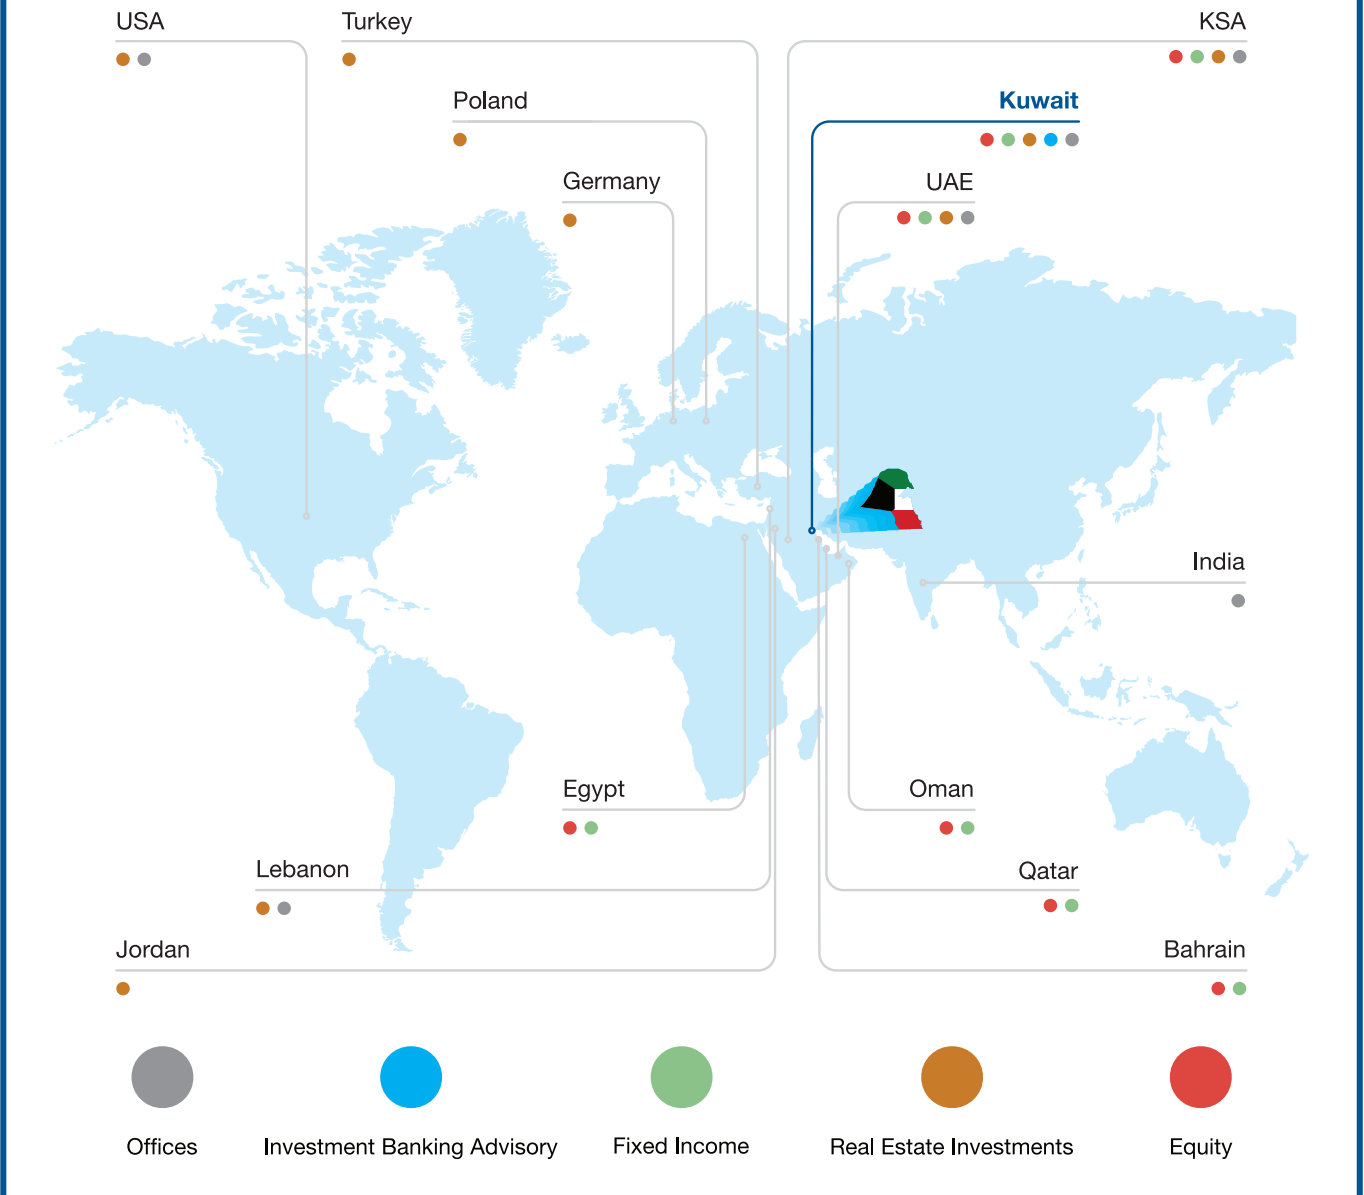 USA
Turkey
KSA
Poland
Kuwait
Germany
UAE
India
Egypt
Oman
Lebanon
Qatar
Jordan
Bahrain
Offices
Investment Banking Advisory
Fixed Income
Real Estate Investments
Equity